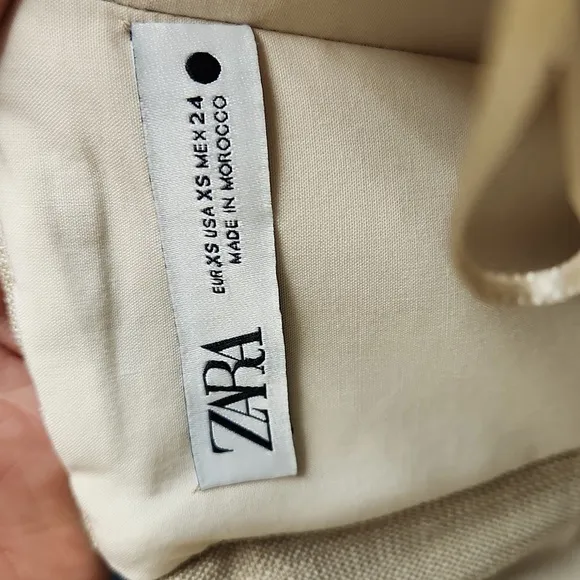 ZARA
EUR XS USA XS MEX 24
MADE IN MOROCCO